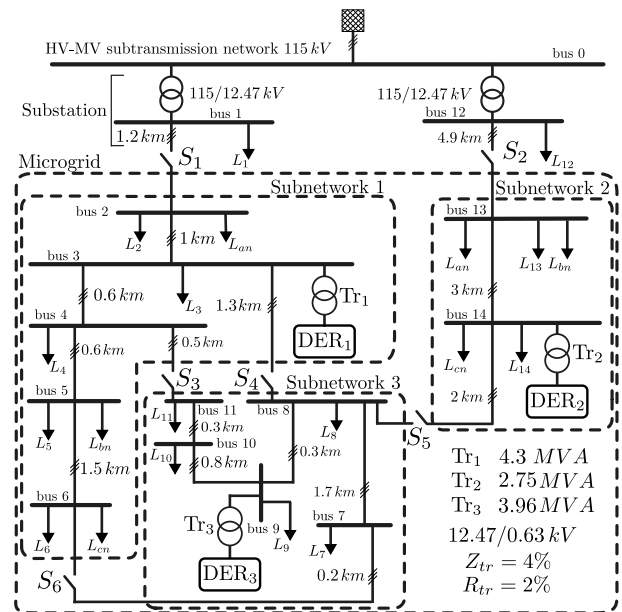 HV-MV subtransmission network 115 kV
bus 0
115/12.47 kV
115/12.47 kV
Substation
bus 1
bus 12
1.2 km
4.9 km
S1
S2
L1
L12
Microgrid
Subnetwork 1
Subnetwork 2
bus 2
bus 13
L2
Lan
1 km
Lan
L13
Lbn
bus 3
0.6 km
L3
1.3 km
Tr1
3 km
bus 4
DER1
bus 14
L4
0.6 km
0.5 km
Lcn
L14
Tr2
S3
S4
Subnetwork 3
DER2
bus 5
L11
bus 11
bus 8
2 km
L5
Lbn
0.3 km
L8
S5
bus 10
L10
0.8 km
0.3 km
1.5 km
Tr1 4.3 MVA
Tr2 2.75 MVA
Tr3 3.96 MVA
12.47/0.63 kV
Ztr = 4%
Rtr = 2%
bus 6
1.7 km
Tr3
bus 9
bus 7
L6
Lcn
L9
L7
DER3
S6
0.2 km